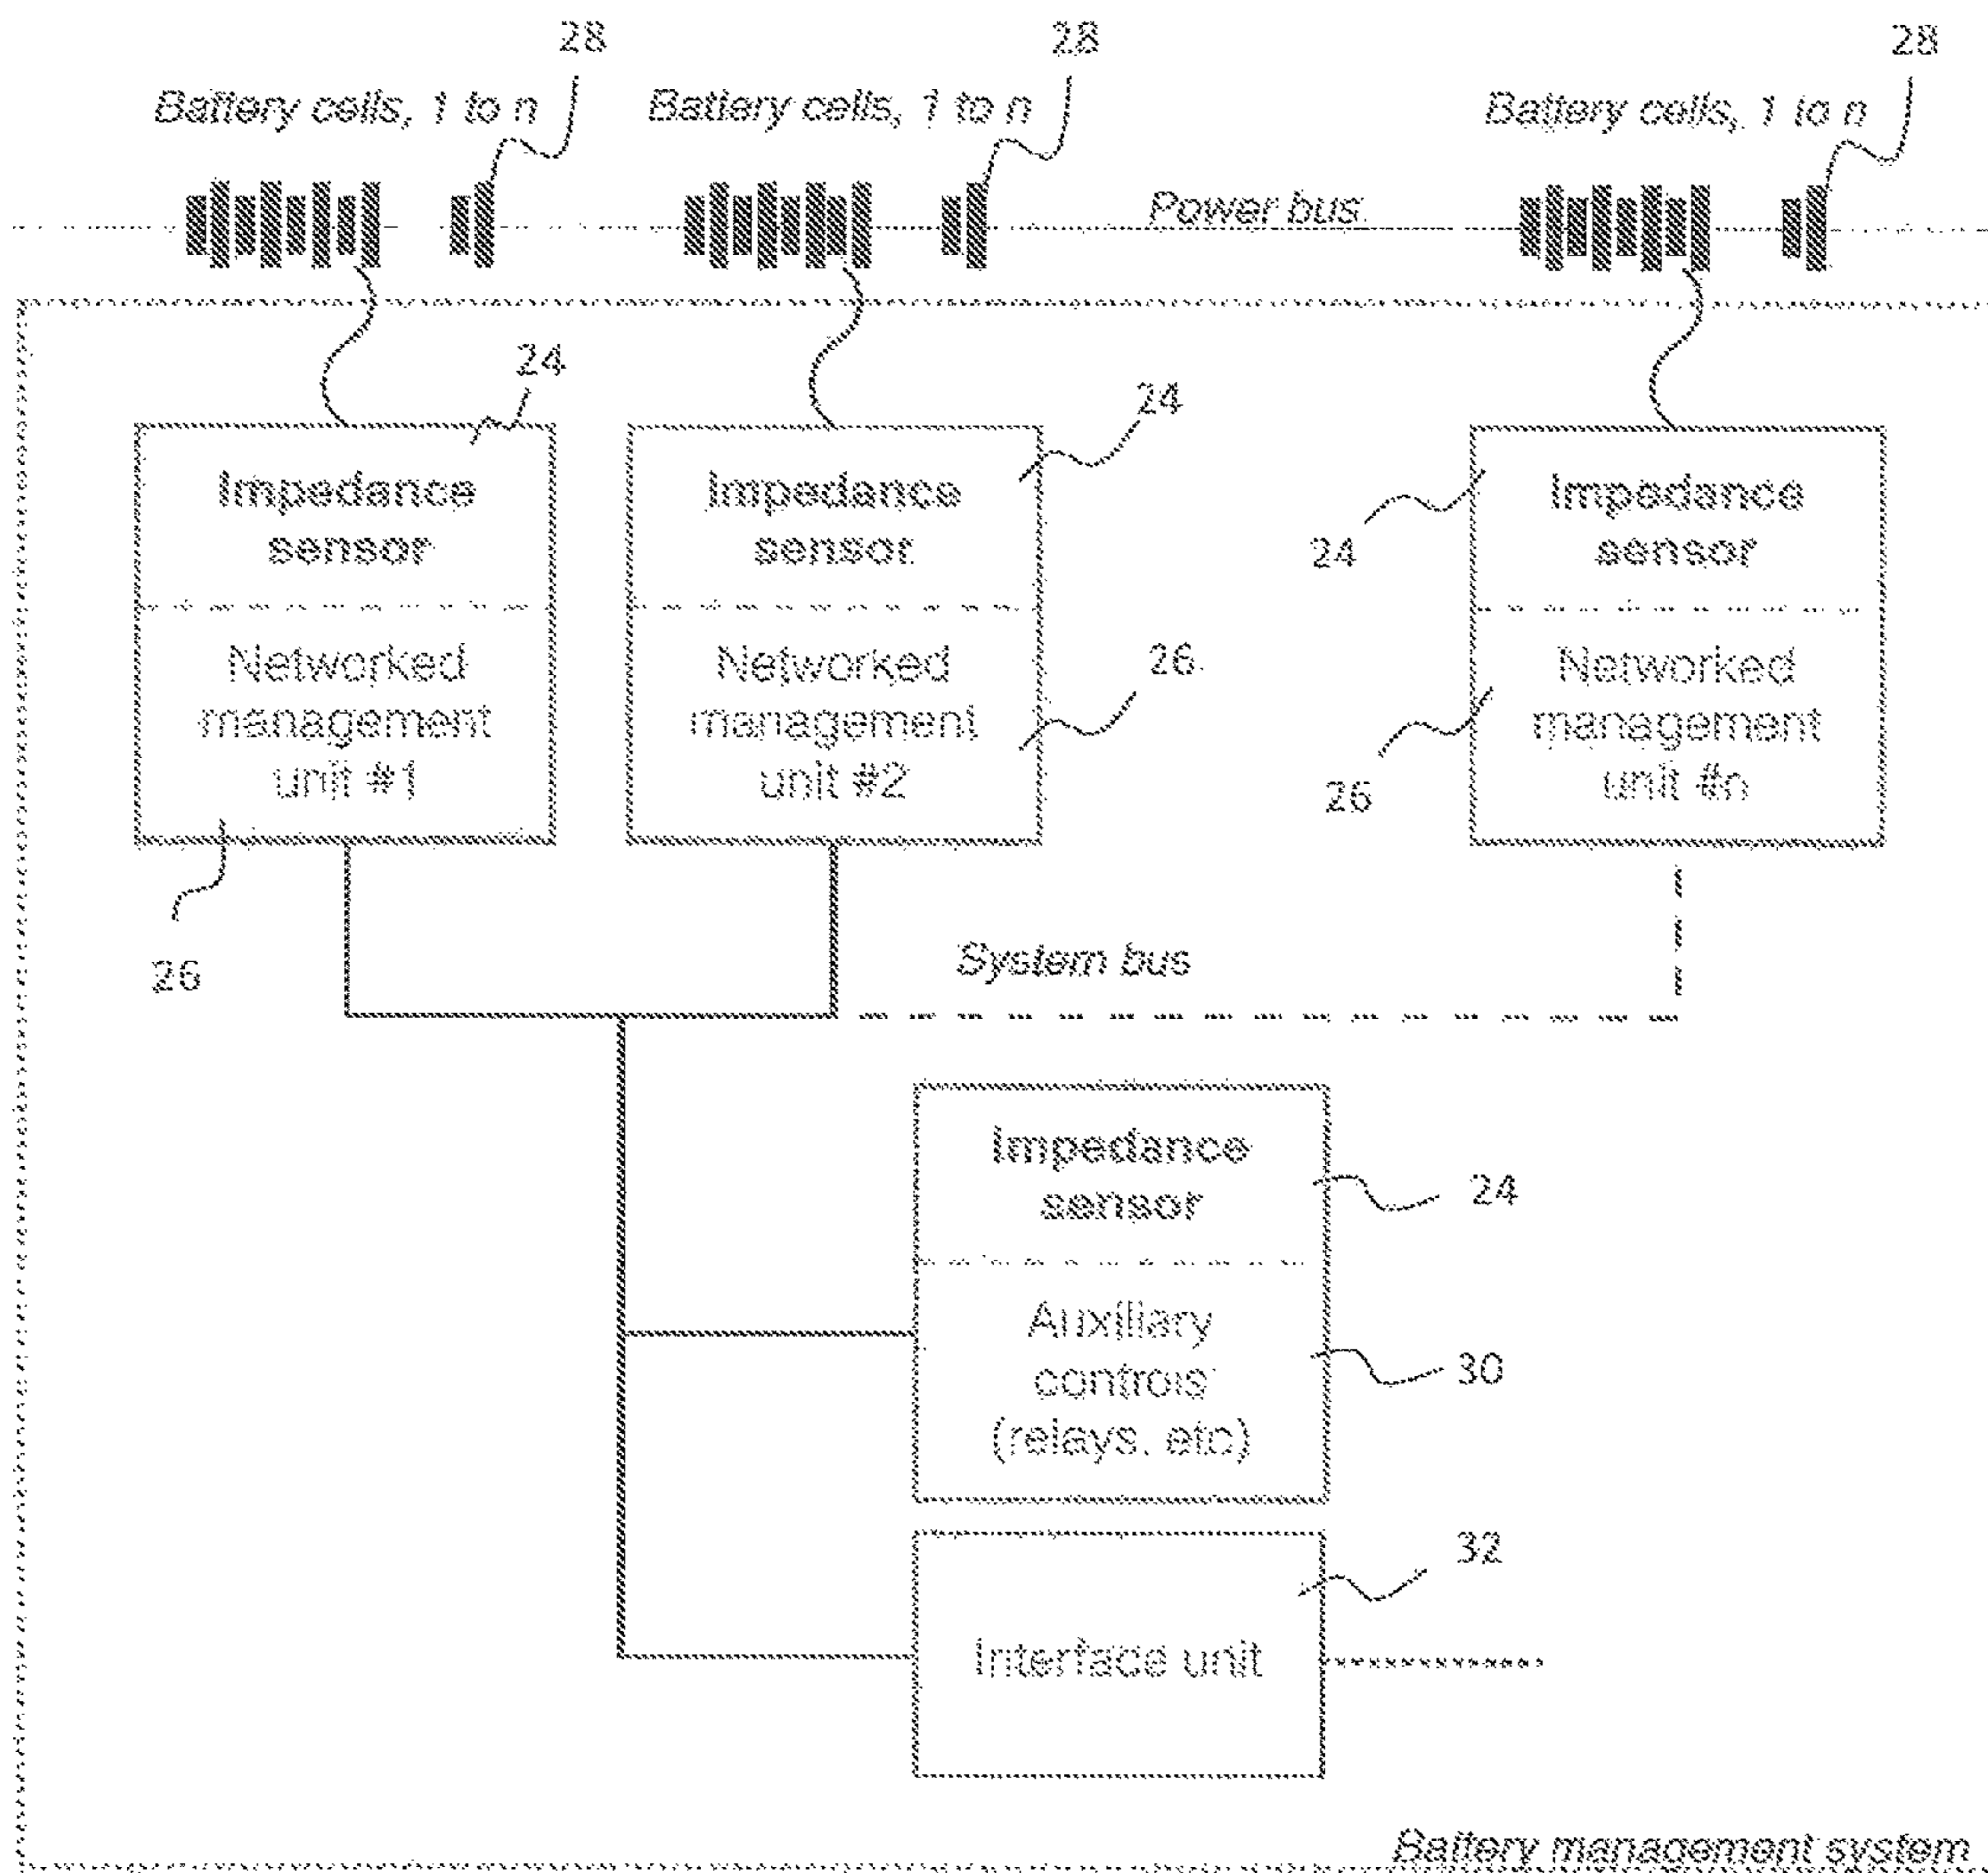 28
28
28
Battery cells, 1 to n
Battery cells, 1 to n
Battery cells, 1 to n
Power bus
24
24
Impedance
sensor
Networked
management
unit #1
Impedance
sensor
Networked
management
unit #2
24
Impedance
sensor
Networked
management
unit #n
26
26
26
System bus
Impedance
sensor
24
Auxiliary
controls
(relays, etc)
30
32
Interface unit
Battery management system